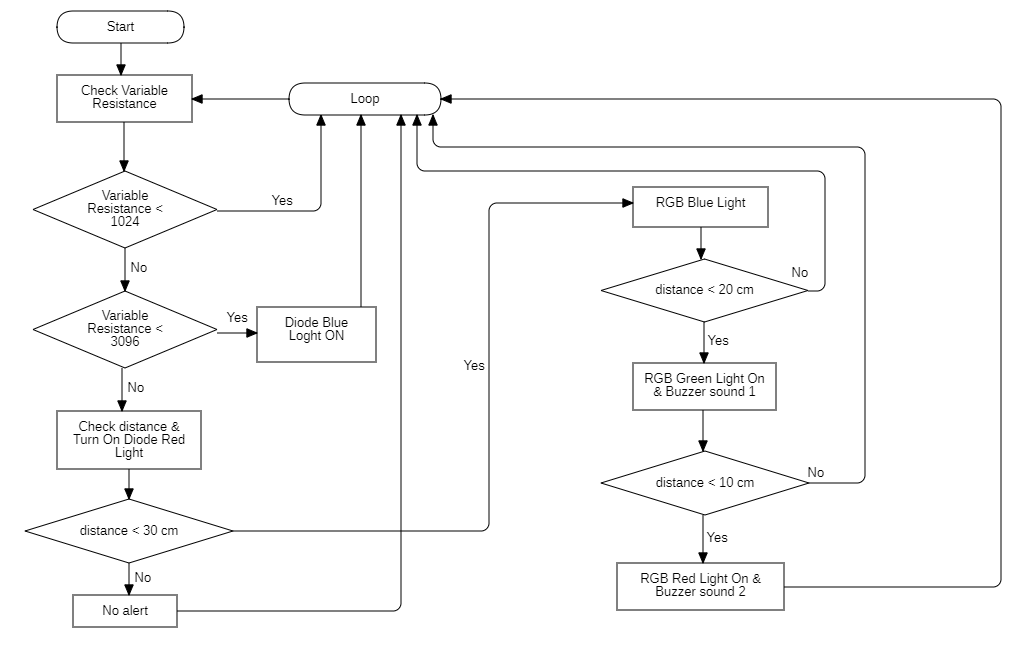 Start
Check Variable
Resistance
Loop
Variable
Resistance <
1024
Yes
No
Variable
Resistance <
3096
Yes
Diode Blue
Loght ON
No
Check distance &
Turn On Diode Red
Light
distance < 30 cm
Yes
No
No alert
RGB Blue Light
distance < 20 cm
No
Yes
RGB Green Light On
& Buzzer sound 1
distance < 10 cm
No
Yes
RGB Red Light On &
Buzzer sound 2